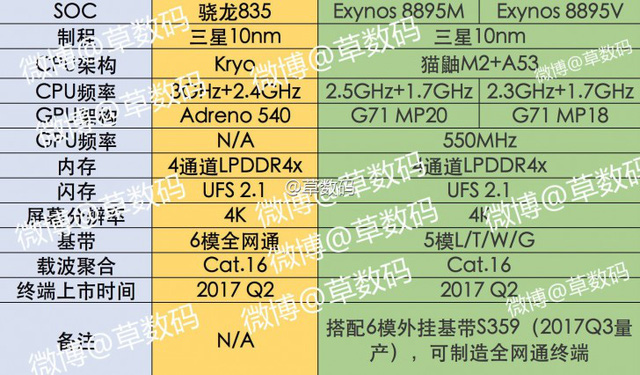 SOC 骁龙835 Exynos 8895M Exynos 8895V
制程 三星10nm 三星10nm
CPU架构 Kryo 猫鼬M2+A53
CPU频率 3GHz+2.4GHz 2.5GHz+1.7GHz 2.3GHz+1.7GHz
GPU架构 Adreno 540 G71 MP20 G71 MP18
GPU频率 N/A 550MHz
内存 4通道LPDDR4x 4通道LPDDR4x
闪存 UFS 2.1 UFS 2.1
@草数码
屏幕分辨率 4K 4K
基带 6模全网通 5模L/T/W/G
载波聚合 Cat.16 Cat.16
终端上市时间 2017 Q2 2017 Q2
备注 N/A 搭配6模外挂基带S359（2017Q3量
产），可制造全网通终端
微博@草数码
微博@草数码
微博@草数码
微博@草数码
微博@草数码
微博@草数码
微博@草数码